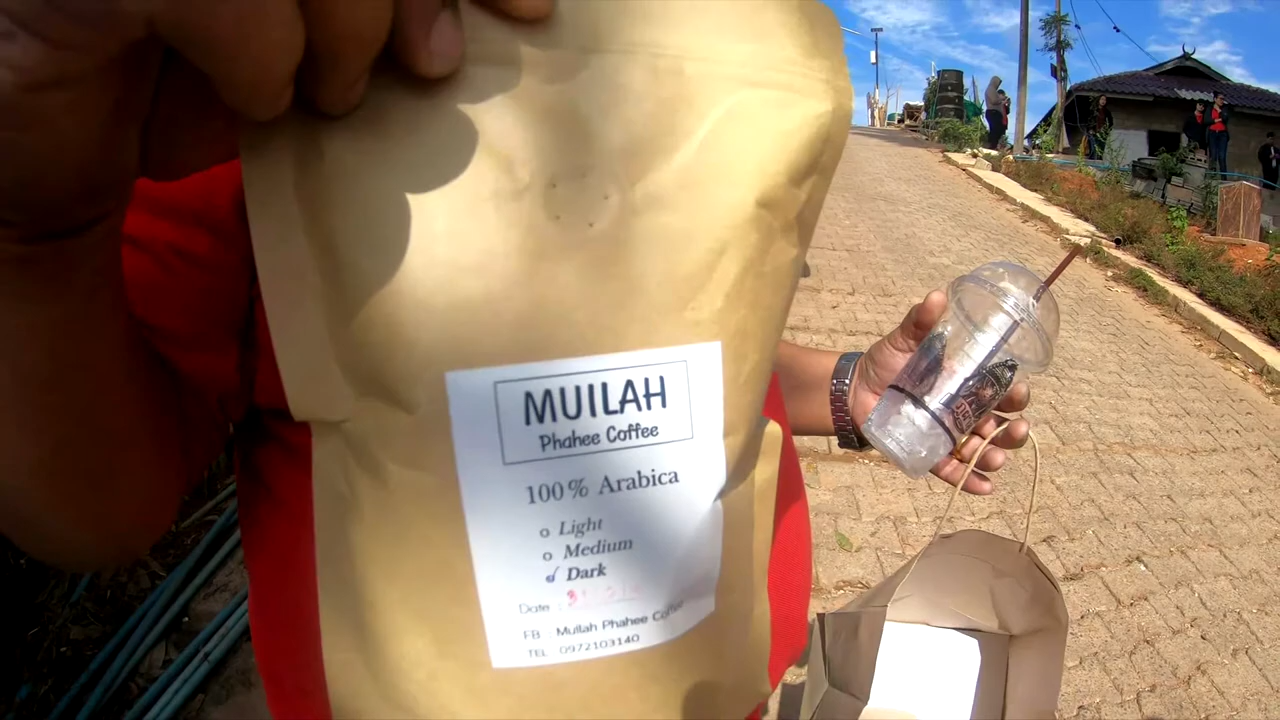 MUILAH
Phahee Coffee
100% Arabica
Light
Medium
Dark
Date :
FB : Muilah Phahee Coffee
TEL : 0972103140